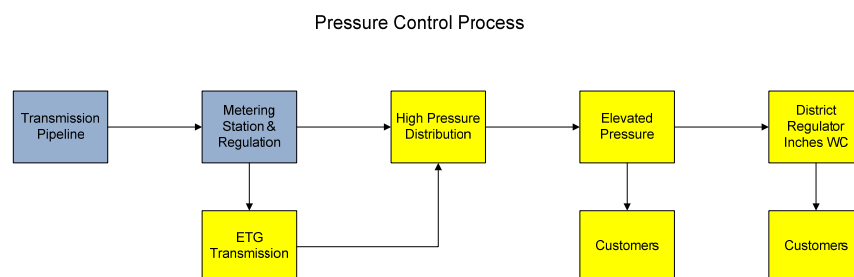 Pressure Control Process
Transmission
Pipeline
Metering
Station &
Regulation
High Pressure
Distribution
Elevated
Pressure
District
Regulator
Inches WC
ETG
Transmission
Customers
Customers